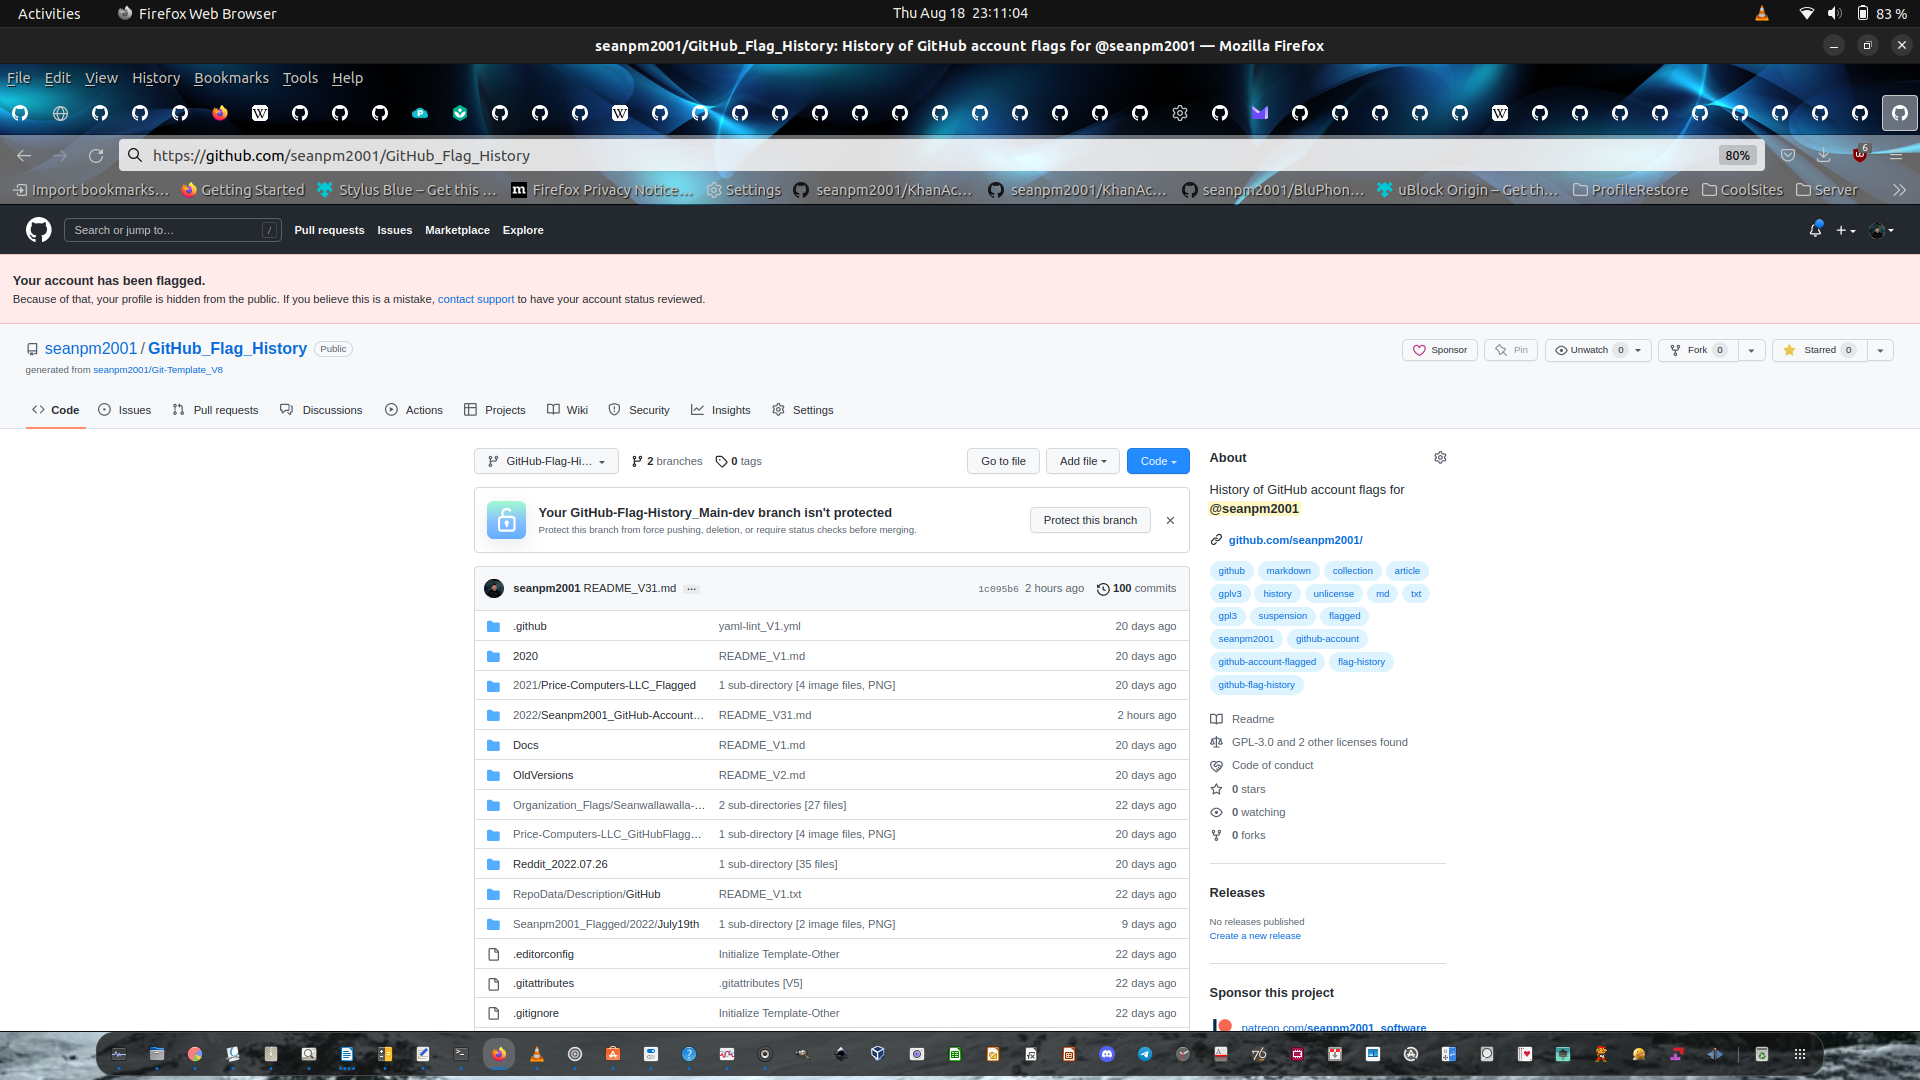 Activities Firefox Web Browser Thu Aug 18 23:11:04 83 %
seanpm2001/GitHub_Flag_History: History of GitHub account flags for @seanpm2001 — Mozilla Firefox
File Edit View History Bookmarks Tools Help
https://github.com/seanpm2001/GitHub_Flag_History 80% 6
Import bookmarks… Getting Started Stylus Blue – Get this … Firefox Privacy Notice… Settings seanpm2001/KhanAc… seanpm2001/KhanAc… seanpm2001/BluPhon… uBlock Origin – Get th… ProfileRestore CoolSites Server
Search or jump to… / Pull requests Issues Marketplace Explore
Your account has been flagged.
Because of that, your profile is hidden from the public. If you believe this is a mistake, contact support to have your account status reviewed.
seanpm2001 / GitHub_Flag_History Public Sponsor Pin Unwatch 0 Fork 0 Starred 0
generated from seanpm2001/Git-Template_V8
Code Issues Pull requests Discussions Actions Projects Wiki Security Insights Settings
GitHub-Flag-Hi… 2 branches 0 tags Go to file Add file Code
Your GitHub-Flag-History_Main-dev branch isn't protected
Protect this branch from force pushing, deletion, or require status checks before merging.
Protect this branch
seanpm2001 README_V31.md … 1c095b6 2 hours ago 100 commits
.github yaml-lint_V1.yml 20 days ago
2020 README_V1.md 20 days ago
2021/Price-Computers-LLC_Flagged 1 sub-directory [4 image files, PNG] 20 days ago
2022/Seanpm2001_GitHub-Account… README_V31.md 2 hours ago
Docs README_V1.md 20 days ago
OldVersions README_V2.md 20 days ago
Organization_Flags/Seanwallawalla-… 2 sub-directories [27 files] 22 days ago
Price-Computers-LLC_GitHubFlagg… 1 sub-directory [4 image files, PNG] 20 days ago
Reddit_2022.07.26 1 sub-directory [35 files] 20 days ago
RepoData/Description/GitHub README_V1.txt 22 days ago
Seanpm2001_Flagged/2022/July19th 1 sub-directory [2 image files, PNG] 9 days ago
.editorconfig Initialize Template-Other 22 days ago
.gitattributes .gitattributes [V5] 22 days ago
.gitignore Initialize Template-Other 22 days ago
About
History of GitHub account flags for
@seanpm2001
github.com/seanpm2001/
github markdown collection article
gplv3 history unlicense md txt
gpl3 suspension flagged
seanpm2001 github-account
github-account-flagged flag-history
github-flag-history
Readme
GPL-3.0 and 2 other licenses found
Code of conduct
0 stars
0 watching
0 forks
Releases
No releases published
Create a new release
Sponsor this project
patreon.com/seanpm2001_software